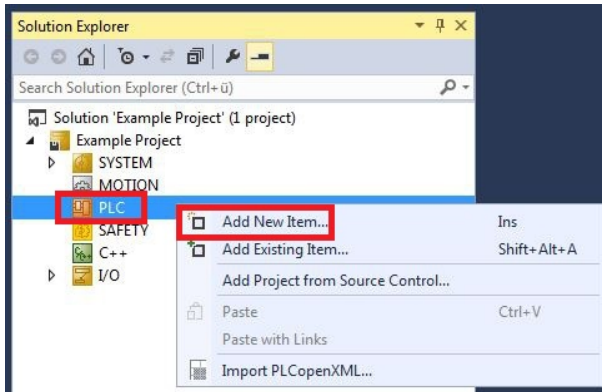 Solution Explorer
Search Solution Explorer (Ctrl+ü)
Solution 'Example Project' (1 project)
Example Project
SYSTEM
MOTION
PLC
SAFETY
C++
I/O
Add New Item... Ins
Add Existing Item... Shift+Alt+A
Add Project from Source Control...
Paste Ctrl+V
Paste with Links
Import PLCopenXML...